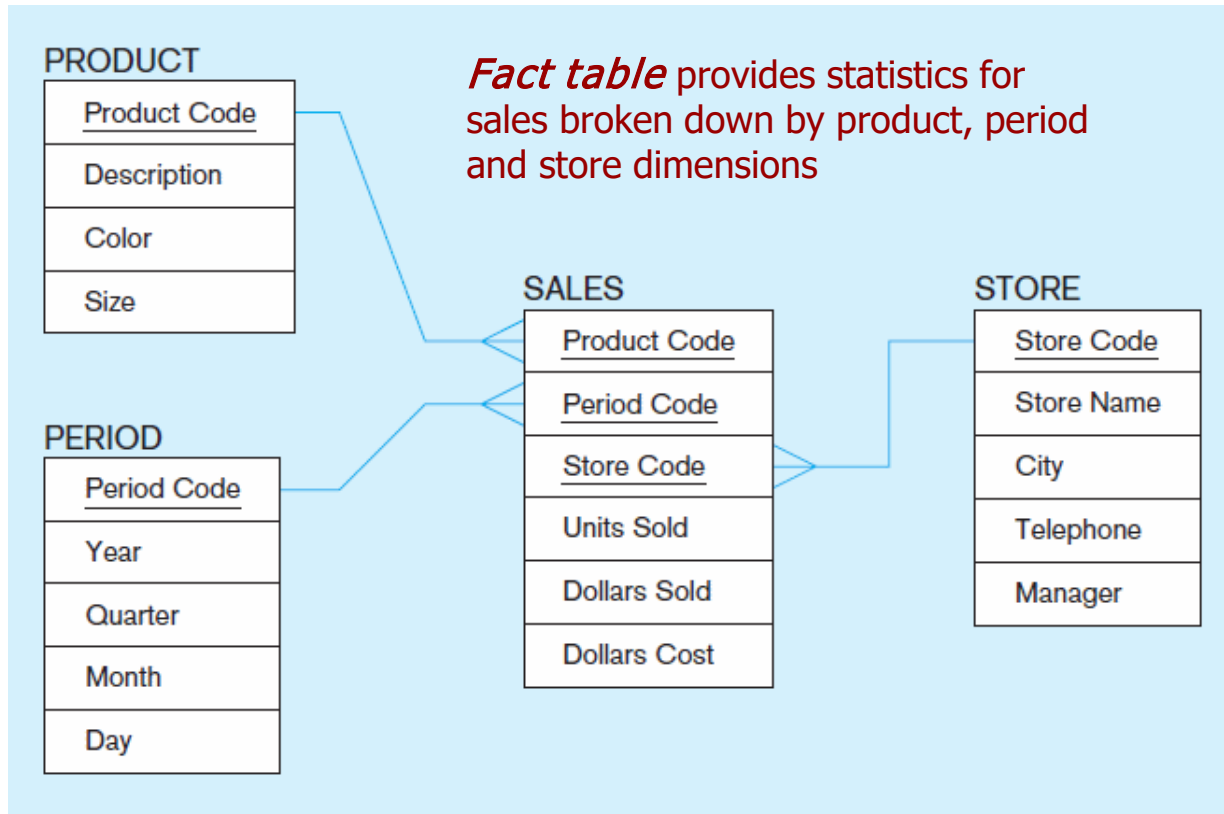 PRODUCT
Product Code
Description
Color
Size
Fact table provides statistics for
sales broken down by product, period
and store dimensions
PERIOD
Period Code
Year
Quarter
Month
Day
SALES
Product Code
Period Code
Store Code
Units Sold
Dollars Sold
Dollars Cost
STORE
Store Code
Store Name
City
Telephone
Manager